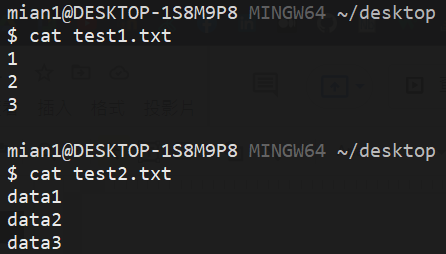 mian1@DESKTOP-1S8M9P8 MINGW64 ~/desktop
$ cat test1.txt
1
2
3
mian1@DESKTOP-1S8M9P8 MINGW64 ~/desktop
$ cat test2.txt
data1
data2
data3